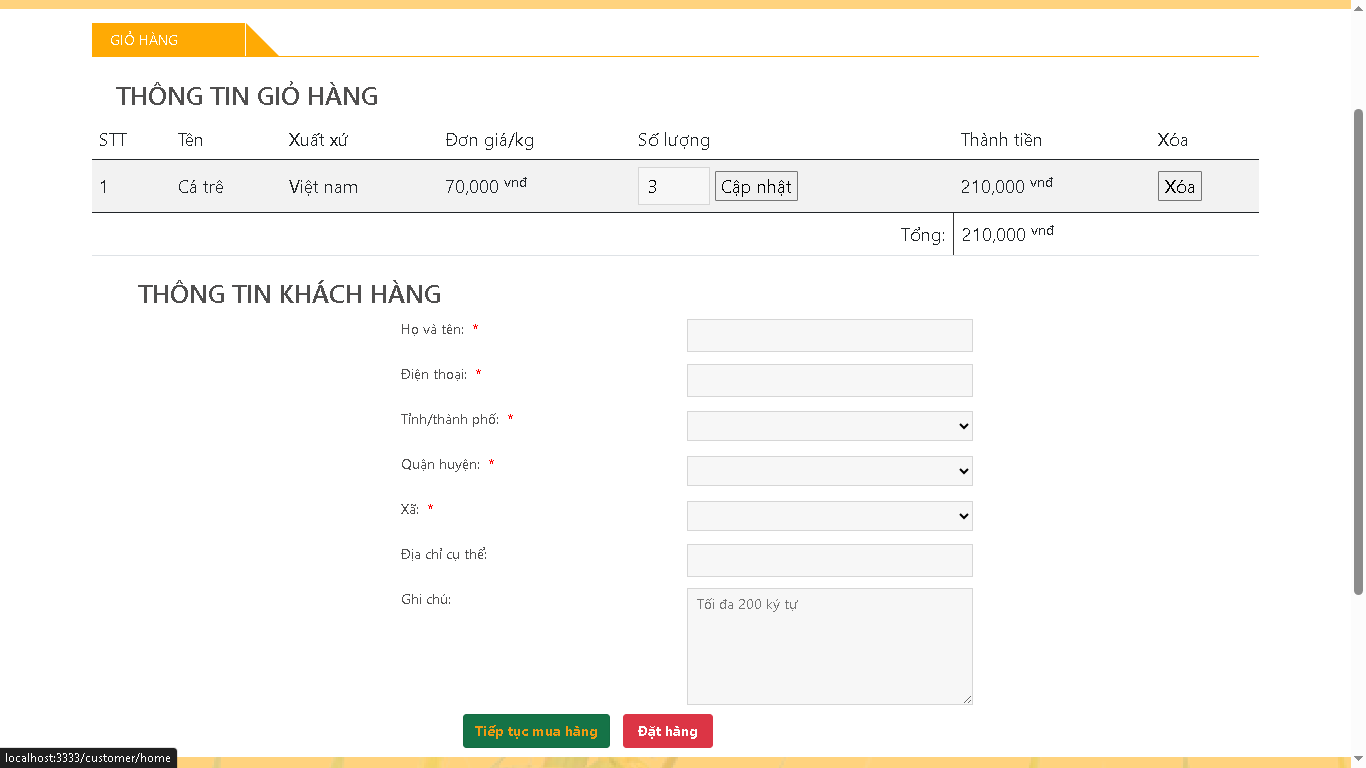 GIỎ HÀNG
THÔNG TIN GIỎ HÀNG
STT Tên Xuất xứ Đơn giá/kg Số lượng Thành tiền Xóa
1 Cá trê Việt nam 70,000 vnđ 3 Cập nhật 210,000 vnđ Xóa
Tổng: 210,000 vnđ
THÔNG TIN KHÁCH HÀNG
Họ và tên: *
Điện thoại: *
Tỉnh/thành phố: *
Quận huyện: *
Xã: *
Địa chỉ cụ thể:
Ghi chú: Tối đa 200 ký tự
Tiếp tục mua hàng Đặt hàng
localhost:3333/customer/home